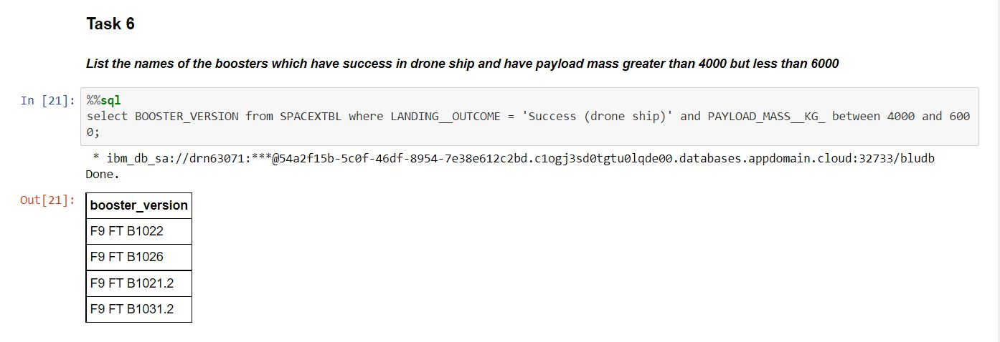 Task 6
List the names of the boosters which have success in drone ship and have payload mass greater than 4000 but less than 6000
In [21]: %%sql
select BOOSTER_VERSION from SPACEXTBL where LANDING__OUTCOME = 'Success (drone ship)' and PAYLOAD_MASS__KG_ between 4000 and 600
0;
* ibm_db_sa://drn63071:***@54a2f15b-5c0f-46df-8954-7e38e612c2bd.c1ogj3sd0tgtu0lqde00.databases.appdomain.cloud:32733/bludb
Done.
Out[21]: booster_version
F9 FT B1022
F9 FT B1026
F9 FT B1021.2
F9 FT B1031.2